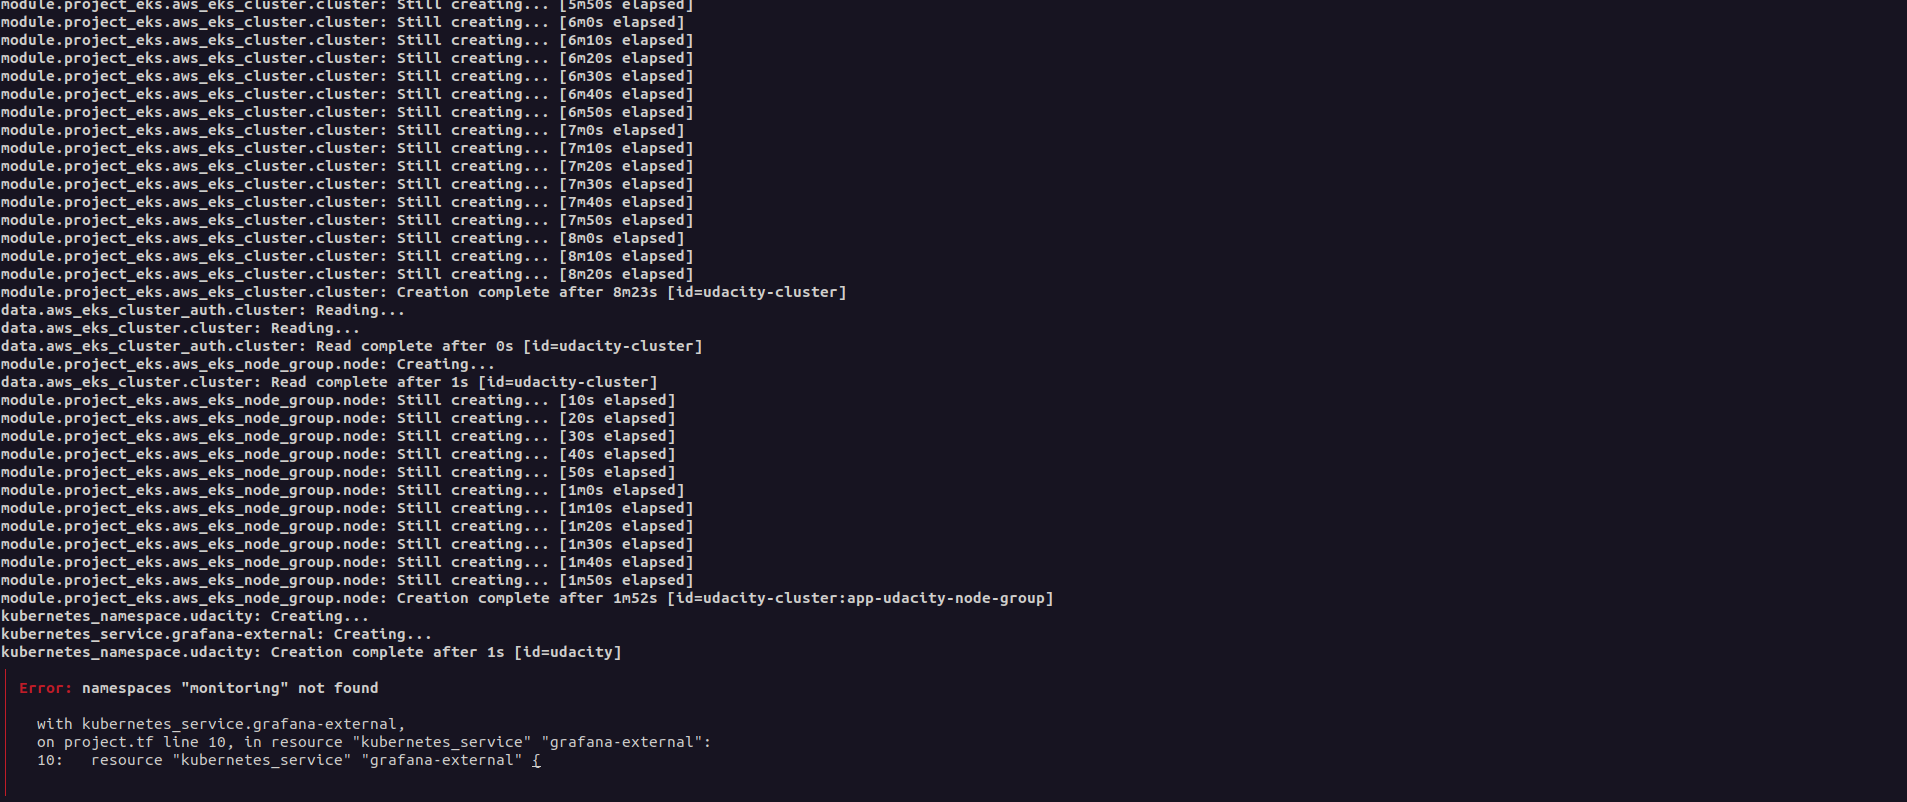 module.project_eks.aws_eks_cluster.cluster: Still creating... [5m50s elapsed]
module.project_eks.aws_eks_cluster.cluster: Still creating... [6m0s elapsed]
module.project_eks.aws_eks_cluster.cluster: Still creating... [6m10s elapsed]
module.project_eks.aws_eks_cluster.cluster: Still creating... [6m20s elapsed]
module.project_eks.aws_eks_cluster.cluster: Still creating... [6m30s elapsed]
module.project_eks.aws_eks_cluster.cluster: Still creating... [6m40s elapsed]
module.project_eks.aws_eks_cluster.cluster: Still creating... [6m50s elapsed]
module.project_eks.aws_eks_cluster.cluster: Still creating... [7m0s elapsed]
module.project_eks.aws_eks_cluster.cluster: Still creating... [7m10s elapsed]
module.project_eks.aws_eks_cluster.cluster: Still creating... [7m20s elapsed]
module.project_eks.aws_eks_cluster.cluster: Still creating... [7m30s elapsed]
module.project_eks.aws_eks_cluster.cluster: Still creating... [7m40s elapsed]
module.project_eks.aws_eks_cluster.cluster: Still creating... [7m50s elapsed]
module.project_eks.aws_eks_cluster.cluster: Still creating... [8m0s elapsed]
module.project_eks.aws_eks_cluster.cluster: Still creating... [8m10s elapsed]
module.project_eks.aws_eks_cluster.cluster: Still creating... [8m20s elapsed]
module.project_eks.aws_eks_cluster.cluster: Creation complete after 8m23s [id=udacity-cluster]
data.aws_eks_cluster_auth.cluster: Reading...
data.aws_eks_cluster.cluster: Reading...
data.aws_eks_cluster_auth.cluster: Read complete after 0s [id=udacity-cluster]
module.project_eks.aws_eks_node_group.node: Creating...
data.aws_eks_cluster.cluster: Read complete after 1s [id=udacity-cluster]
module.project_eks.aws_eks_node_group.node: Still creating... [10s elapsed]
module.project_eks.aws_eks_node_group.node: Still creating... [20s elapsed]
module.project_eks.aws_eks_node_group.node: Still creating... [30s elapsed]
module.project_eks.aws_eks_node_group.node: Still creating... [40s elapsed]
module.project_eks.aws_eks_node_group.node: Still creating... [50s elapsed]
module.project_eks.aws_eks_node_group.node: Still creating... [1m0s elapsed]
module.project_eks.aws_eks_node_group.node: Still creating... [1m10s elapsed]
module.project_eks.aws_eks_node_group.node: Still creating... [1m20s elapsed]
module.project_eks.aws_eks_node_group.node: Still creating... [1m30s elapsed]
module.project_eks.aws_eks_node_group.node: Still creating... [1m40s elapsed]
module.project_eks.aws_eks_node_group.node: Still creating... [1m50s elapsed]
module.project_eks.aws_eks_node_group.node: Creation complete after 1m52s [id=udacity-cluster:app-udacity-node-group]
kubernetes_namespace.udacity: Creating...
kubernetes_service.grafana-external: Creating...
kubernetes_namespace.udacity: Creation complete after 1s [id=udacity]
Error: namespaces "monitoring" not found
with kubernetes_service.grafana-external,
on project.tf line 10, in resource "kubernetes_service" "grafana-external":
10: resource "kubernetes_service" "grafana-external" {